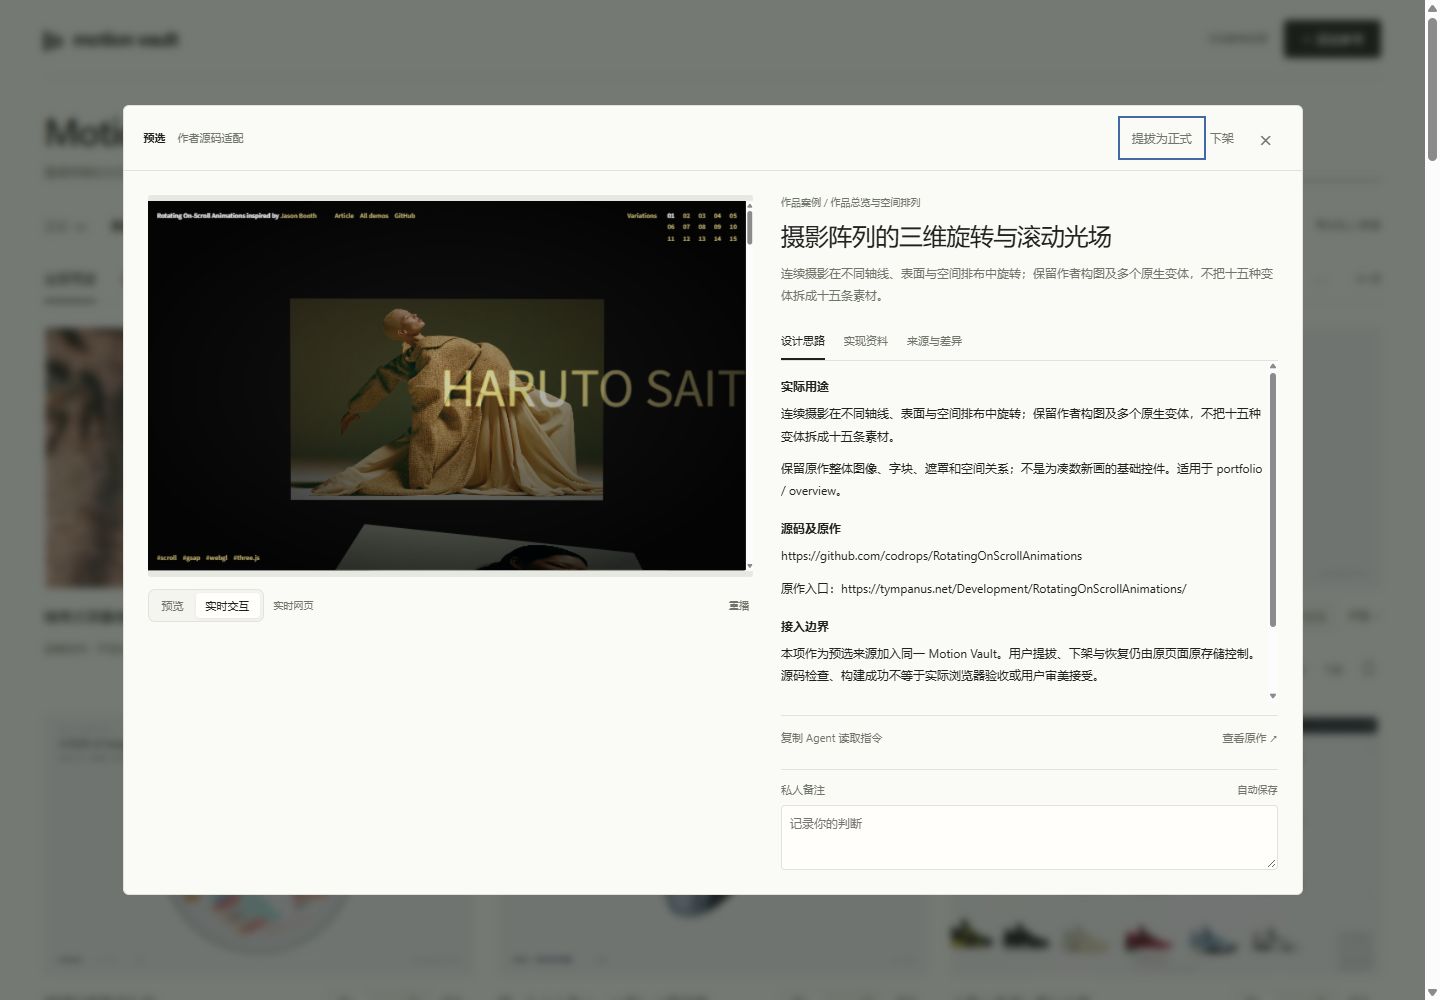 motion vault
预选 作者源码适配
提拔为正式 下架 ×
Rotating On-Scroll Animations inspired by Jason Booth Article All demos GitHub
Variations 01 02 03 04 05
06 07 08 09 10
11 12 13 14 15
HARUTO SAIT
#scroll #gsap #webgl #three.js
预览 实时交互 实时网页 重播
作品案例 / 作品总览与空间排列
摄影阵列的三维旋转与滚动光场
连续摄影在不同轴线、表面与空间排布中旋转；保留作者构图及多个原生变体，不把十五种变
体拆成十五条素材。
设计思路 实现资料 来源与差异
实际用途
连续摄影在不同轴线、表面与空间排布中旋转；保留作者构图及多个原生变体，不把十五种
变体拆成十五条素材。
保留原作整体图像、字块、遮罩和空间关系；不是为凑数新画的基础控件。适用于 portfolio
/ overview。
源码及原作
https://github.com/codrops/RotatingOnScrollAnimations
原作入口：https://tympanus.net/Development/RotatingOnScrollAnimations/
接入边界
本项作为预选来源加入同一 Motion Vault。用户提拔、下架与恢复仍由原页面原存储控制。
源码检查、构建成功不等于实际浏览器验收或用户审美接受。
复制 Agent 读取指令 查看原作 ↗
私人备注 自动保存
记录你的判断